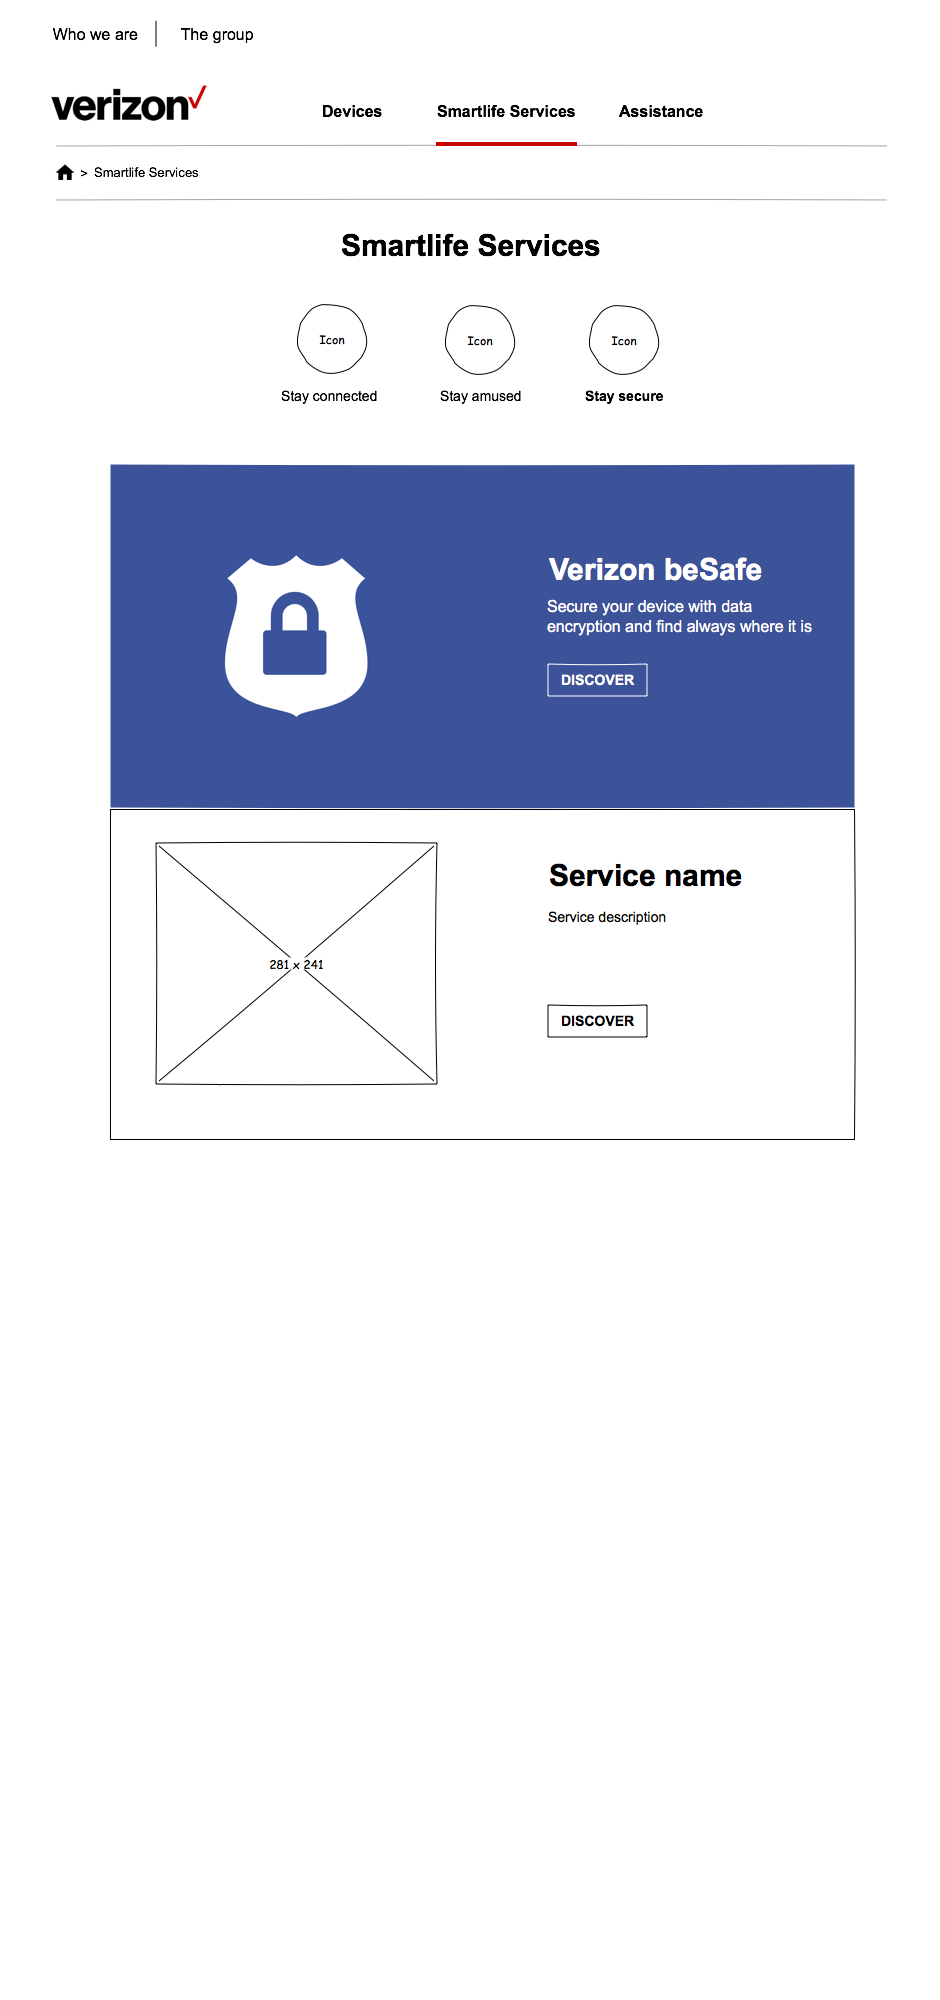 Who we are
The group
verizon
Devices
Smartlife Services
Assistance
> Smartlife Services
Smartlife Services
Icon
Icon
Icon
Stay connected
Stay amused
Stay secure
Verizon beSafe
Secure your device with data
encryption and find always where it is
DISCOVER
Service name
Service description
281 x 241
DISCOVER